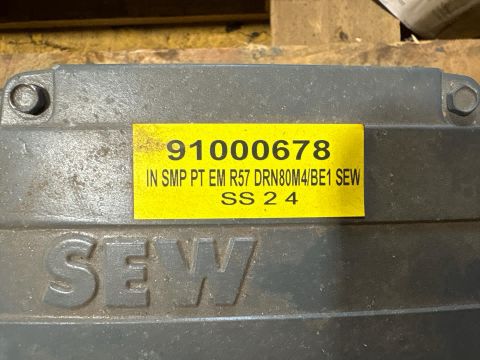 91000678
IN SMP PT EM R57 DRN80M4/BE1 SEW
SS 2 4
SEW